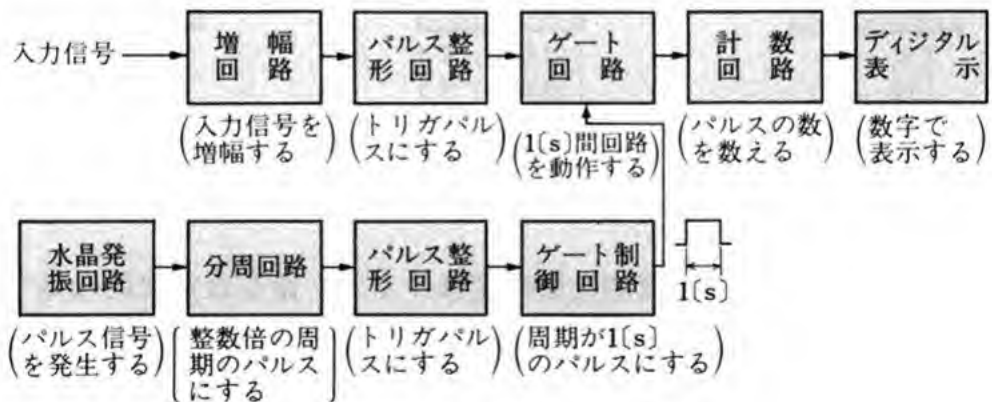 入力信号
増幅
回路
パルス整
形回路
ゲート
回路
計数
回路
ディジタル
表示
(入力信号を
増幅する)
(トリガパル
スにする)
(1〔s〕間回路
を動作する)
(パルスの数
を数える)
(数字で
表示する)
水晶発
振回路
分周回路
パルス整
形回路
ゲート制
御回路
1〔s〕
(パルス信号
を発生する)
(整数倍の周
期のパルス
にする)
(トリガパル
スにする)
(周期が1〔s〕
のパルスにする)